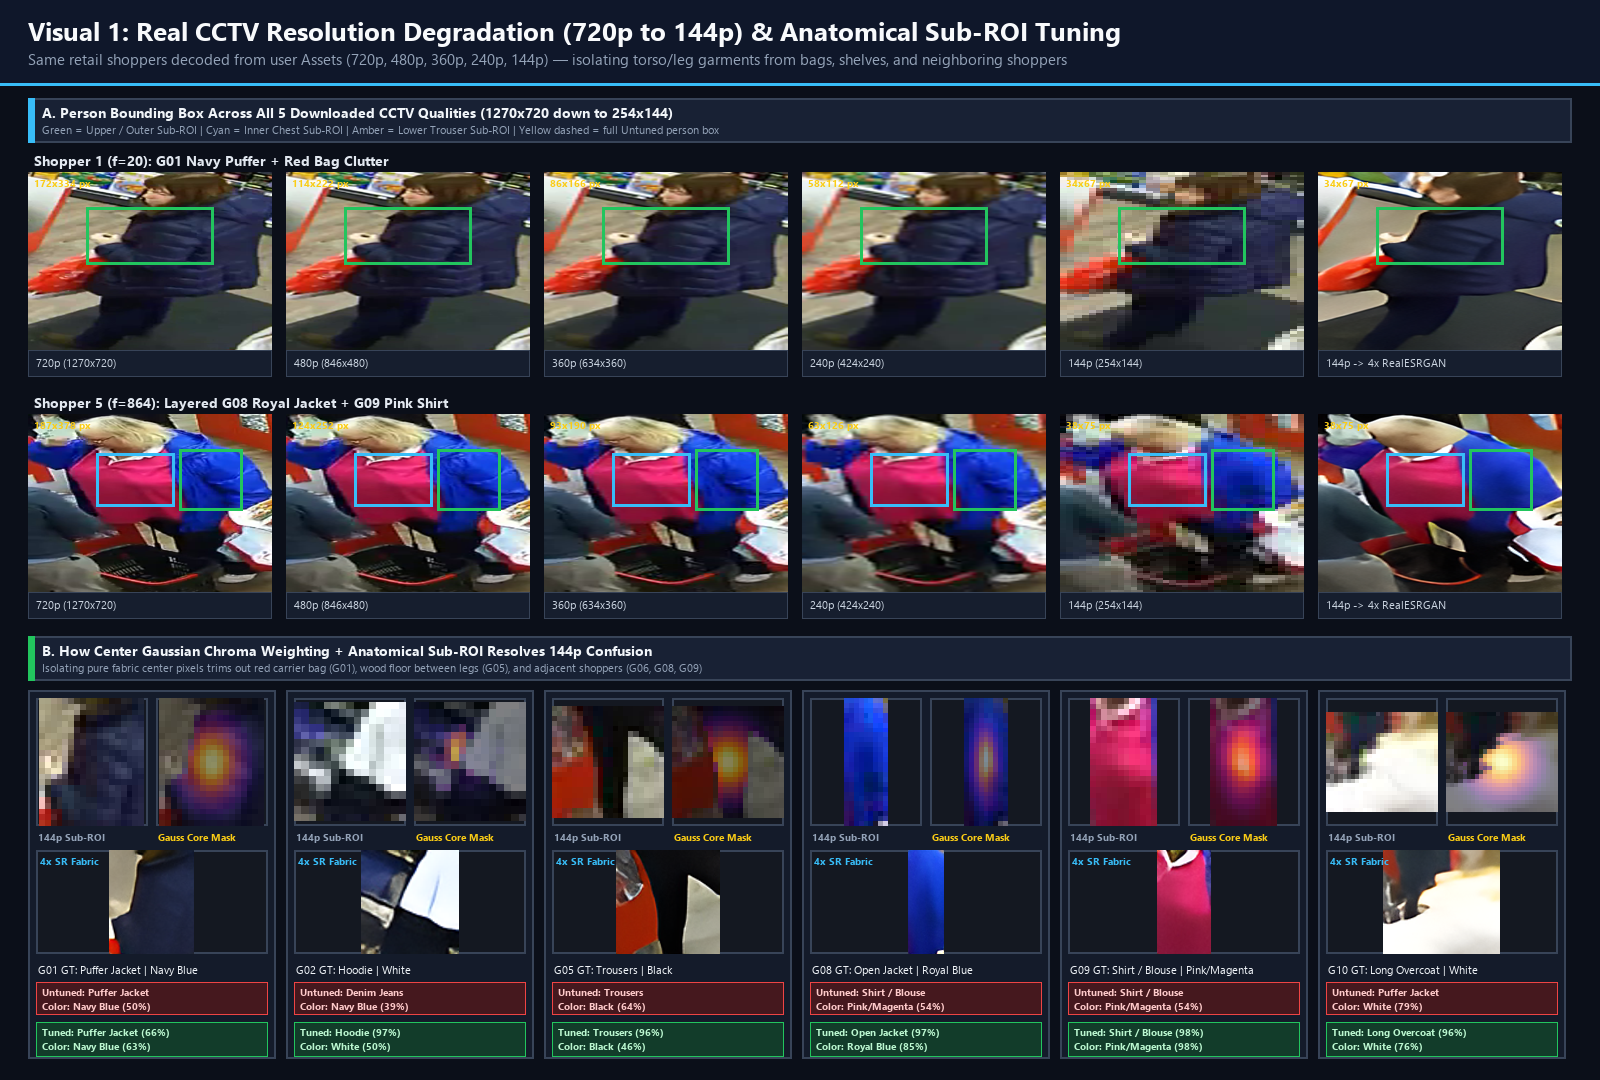 Visual 1: Real CCTV Resolution Degradation (720p to 144p) & Anatomical Sub-ROI Tuning
Same retail shoppers decoded from user Assets (720p, 480p, 360p, 240p, 144p) — isolating torso/leg garments from bags, shelves, and neighboring shoppers
A. Person Bounding Box Across All 5 Downloaded CCTV Qualities (1270x720 down to 254x144)
Green = Upper / Outer Sub-ROI | Cyan = Inner Chest Sub-ROI | Amber = Lower Trouser Sub-ROI | Yellow dashed = full Untuned person box
Shopper 1 (f=20): G01 Navy Puffer + Red Bag Clutter
86x166 px
58x112 px
34x67 px
34x67 px
720p (1270x720)
480p (846x480)
360p (634x360)
240p (424x240)
144p (254x144)
144p -> 4x RealESRGAN
Shopper 5 (f=864): Layered G08 Royal Jacket + G09 Pink Shirt
720p (1270x720)
480p (846x480)
360p (634x360)
240p (424x240)
144p (254x144)
144p -> 4x RealESRGAN
B. How Center Gaussian Chroma Weighting + Anatomical Sub-ROI Resolves 144p Confusion
Isolating pure fabric center pixels trims out red carrier bag (G01), wood floor between legs (G05), and adjacent shoppers (G06, G08, G09)
144p Sub-ROI
Gauss Core Mask
4x SR Fabric
G01 GT: Puffer Jacket | Navy Blue
Untuned: Puffer Jacket
Color: Navy Blue (50%)
Tuned: Puffer Jacket (66%)
Color: Navy Blue (63%)
144p Sub-ROI
Gauss Core Mask
4x SR Fabric
G02 GT: Hoodie | White
Untuned: Denim Jeans
Color: Navy Blue (39%)
Tuned: Hoodie (97%)
Color: White (50%)
144p Sub-ROI
Gauss Core Mask
4x SR Fabric
G05 GT: Trousers | Black
Untuned: Trousers
Color: Black (64%)
Tuned: Trousers (96%)
Color: Black (46%)
144p Sub-ROI
Gauss Core Mask
4x SR Fabric
G08 GT: Open Jacket | Royal Blue
Untuned: Shirt / Blouse
Color: Pink/Magenta (54%)
Tuned: Open Jacket (97%)
Color: Royal Blue (85%)
144p Sub-ROI
Gauss Core Mask
4x SR Fabric
G09 GT: Shirt / Blouse | Pink/Magenta
Untuned: Shirt / Blouse
Color: Pink/Magenta (54%)
Tuned: Shirt / Blouse (98%)
Color: Pink/Magenta (98%)
144p Sub-ROI
Gauss Core Mask
4x SR Fabric
G10 GT: Long Overcoat | White
Untuned: Puffer Jacket
Color: White (79%)
Tuned: Long Overcoat (96%)
Color: White (76%)